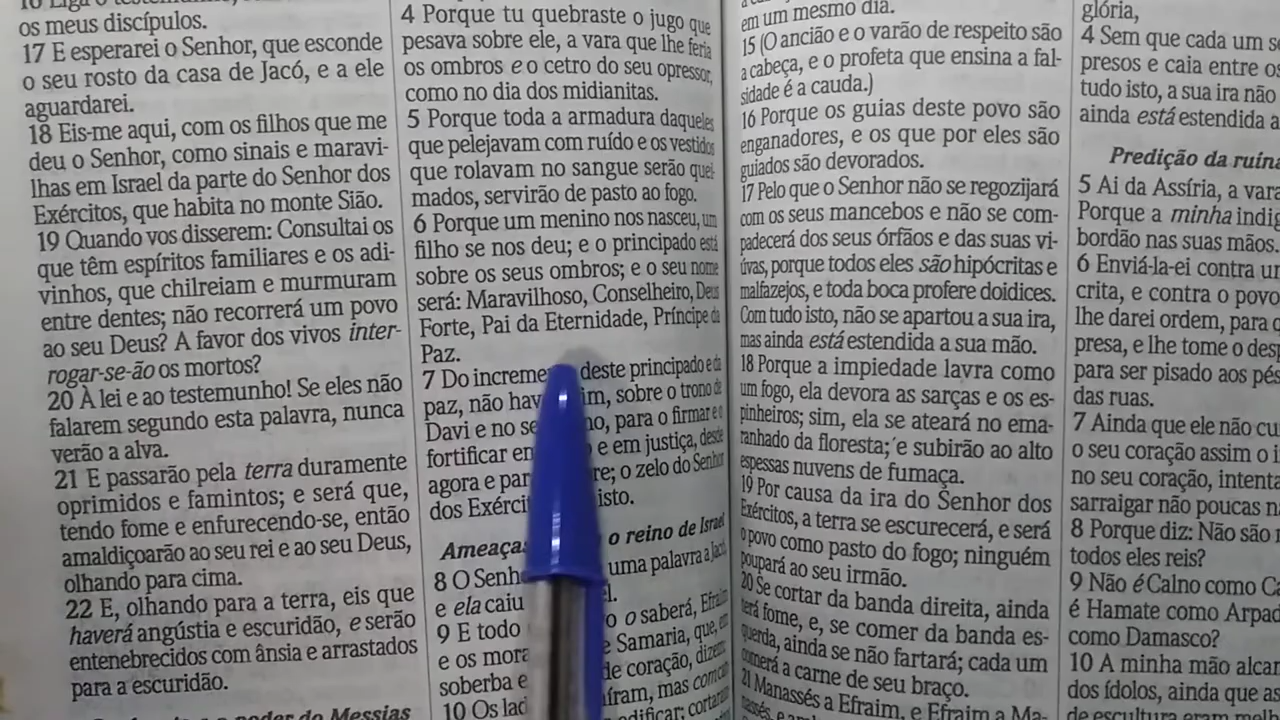 os meus discípulos.
17 E esperarei o Senhor, que esconde
o seu rosto da casa de Jacó, e a ele
aguardarei.
18 Eis-me aqui, com os filhos que me
deu o Senhor, como sinais e maravi-
lhas em Israel da parte do Senhor dos
Exércitos, que habita no monte Sião.
19 Quando vos disserem: Consultai os
que têm espíritos familiares e os adi-
vinhos, que chilreiam e murmuram
entre dentes; não recorrerá um povo
ao seu Deus? A favor dos vivos inter-
rogar-se-ão os mortos?
20 À lei e ao testemunho! Se eles não
falarem segundo esta palavra, nunca
verão a alva.
21 E passarão pela terra duramente
oprimidos e famintos; e será que,
tendo fome e enfurecendo-se, então
amaldiçoarão ao seu rei e ao seu Deus,
olhando para cima.
22 E, olhando para a terra, eis que
haverá angústia e escuridão, e serão
entenebrecidos com ânsia e arrastados
para a escuridão.
poder do Messias
4 Porque tu quebraste o jugo que
pesava sobre ele, a vara que lhe feria
os ombros e o cetro do seu opressor,
como no dia dos midianitas.
5 Porque toda a armadura daqueles
que pelejavam com ruído e os vestidos
que rolavam no sangue serão quei-
mados, servirão de pasto ao fogo.
6 Porque um menino nos nasceu, um
filho se nos deu; e o principado está
sobre os seus ombros; e o seu nome
será: Maravilhoso, Conselheiro, Deus
Forte, Pai da Eternidade, Príncipe da
Paz.
7 Do deste principado e da
paz, não sobre o trono de
Davi e no para o firmar e o
fortificar e em justiça, desde
agora e o zelo do Senhor
dos isto.
o reino de Israel
8 O uma palavra a Jacó,
e ela caiu
9 E todo o saberá, Efraim
e os Samaria, que, em
soberba e de coração, dizem:
10 Os mas
em um mesmo dia.
15 (O ancião e o varão de respeito são
a cabeça, e o profeta que ensina a fal-
sidade é a cauda.)
16 Porque os guias deste povo são
enganadores, e os que por eles são
guiados são devorados.
17 Pelo que o Senhor não se regozijará
com os seus mancebos e não se com-
padecerá dos seus órfãos e das suas vi-
úvas, porque todos eles são hipócritas e
malfazejos, e toda boca profere doidices.
Com tudo isto, não se apartou a sua ira,
mas ainda está estendida a sua mão.
18 Porque a impiedade lavra como
um fogo, ela devora as sarças e os es-
pinheiros; sim, ela se ateará no ema-
ranhado da floresta; e subirão ao alto
espessas nuvens de fumaça.
19 Por causa da ira do Senhor dos
Exércitos, a terra se escurecerá, e será
o povo como pasto do fogo; ninguém
poupará ao seu irmão.
20 Se cortar da banda direita, ainda
terá fome, e, se comer da banda es-
querda, ainda se não fartará; cada um
comerá a carne de seu braço.
21 Manassés a Efraim, e Efraim a Ma-
glória,
4 Sem que cada um
presos e caia entre
tudo isto, a sua ira não
ainda está estendida a
Predição da ruína
5 Ai da Assíria, a
Porque a minha
bordão nas suas mãos.
6 Enviá-la-ei contra
crita, e contra o povo
lhe darei ordem, para
presa, e lhe tome o
para ser pisado aos pés
das ruas.
7 Ainda que ele não
o seu coração assim o
no seu coração,
sarraigar não poucas
8 Porque diz: Não são
todos eles reis?
9 Não é Calno como
é Hamate como
como Damasco?
10 A minha mão
dos ídolos, ainda que